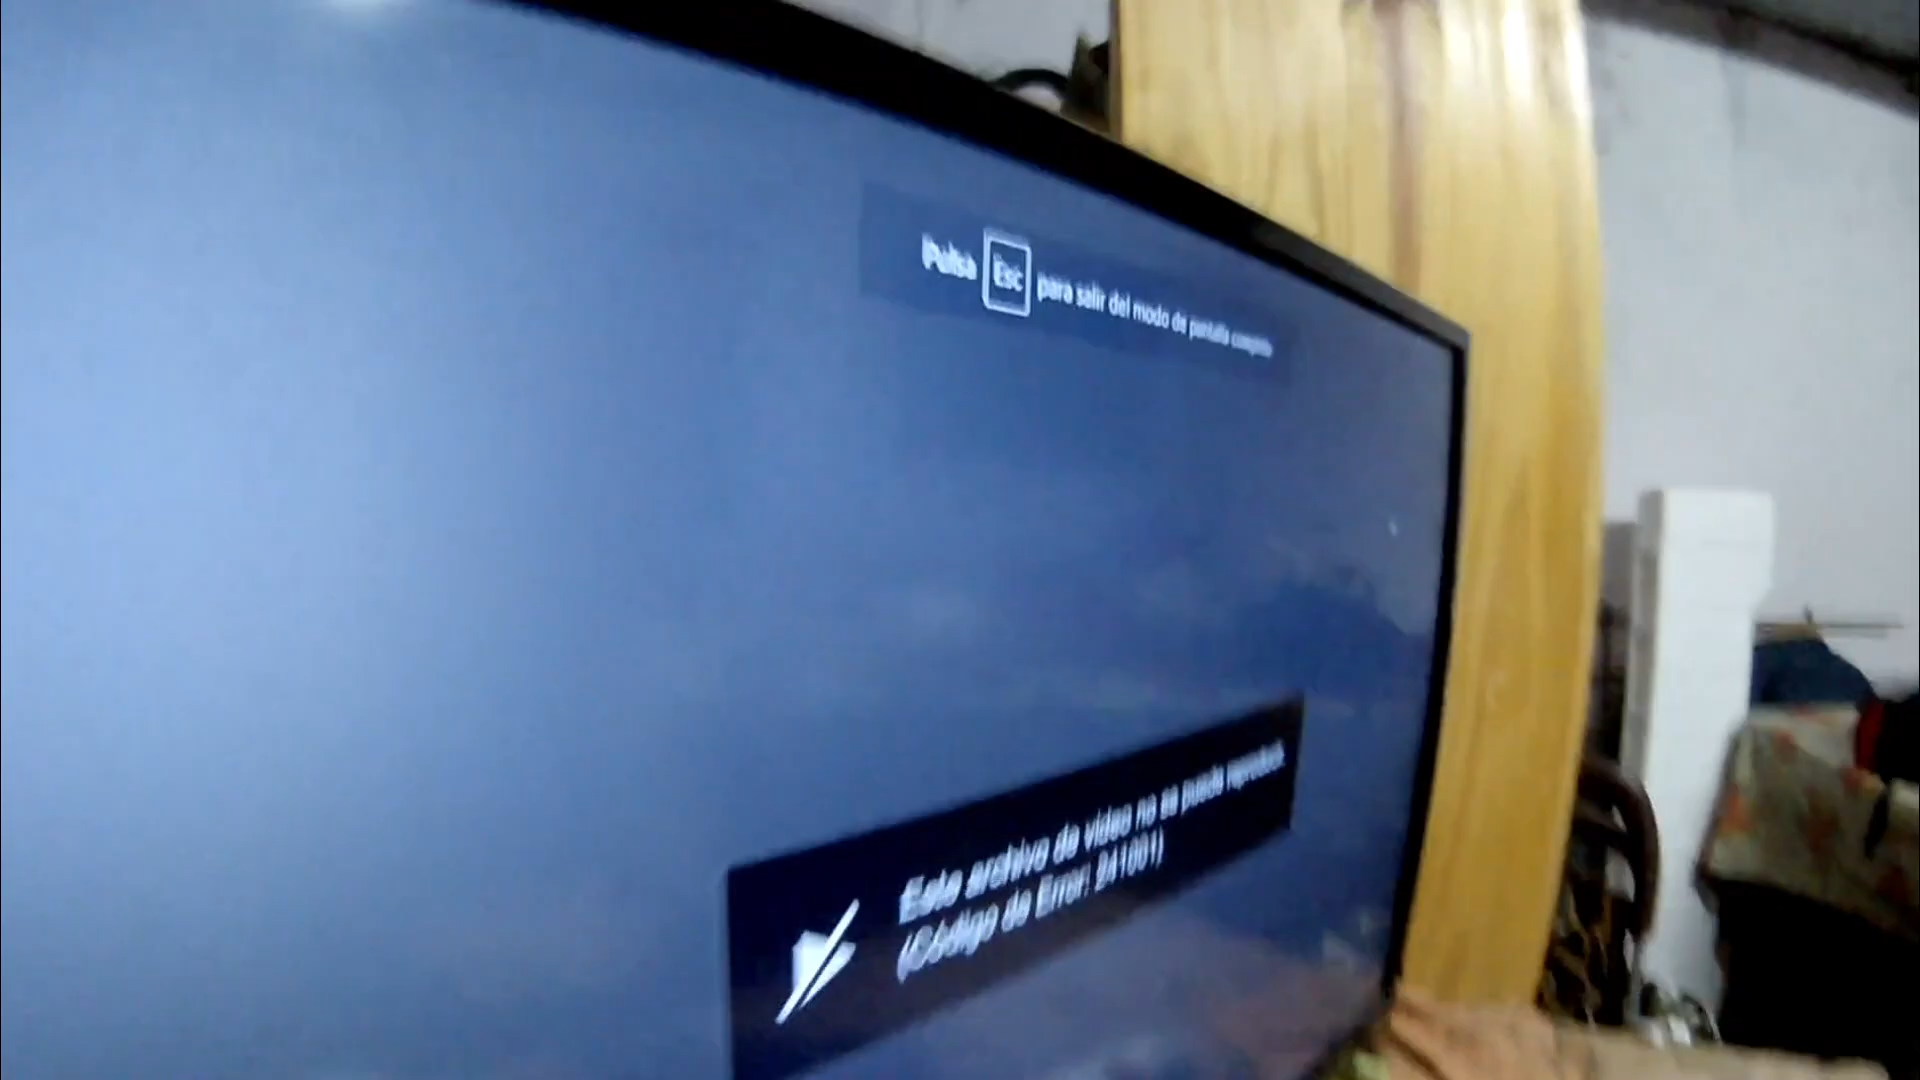 Pulsa Esc para salir del modo de pantalla completa
Este archivo de vídeo no se puede reproducir.
(Código de Error: 241001)